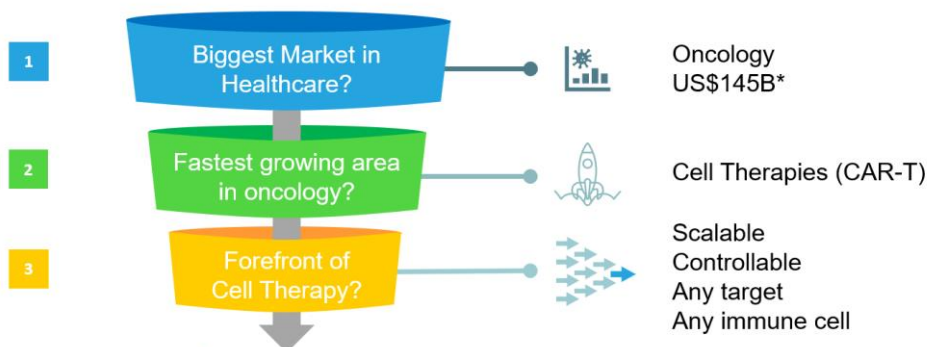 1
Biggest Market in
Healthcare?
Oncology
US$145B*
2
Fastest growing area
in oncology?
Cell Therapies (CAR-T)
3
Forefront of
Cell Therapy?
Scalable
Controllable
Any target
Any immune cell